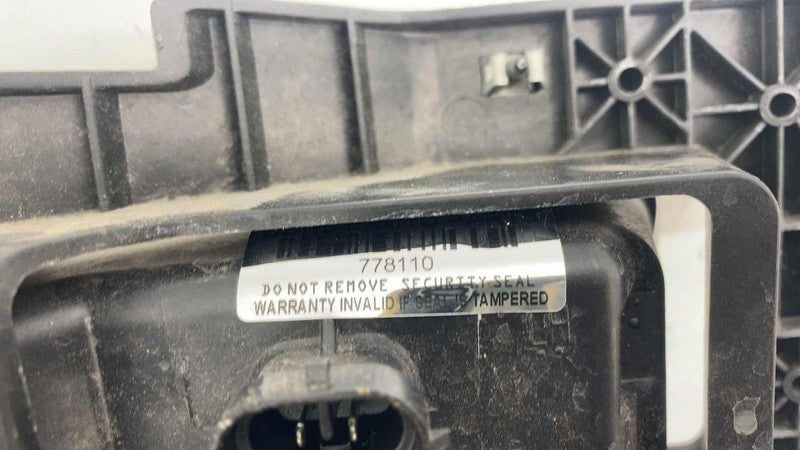 778110
DO NOT REMOVE SECURITY SEAL
WARRANTY INVALID IF SEAL IS TAMPERED